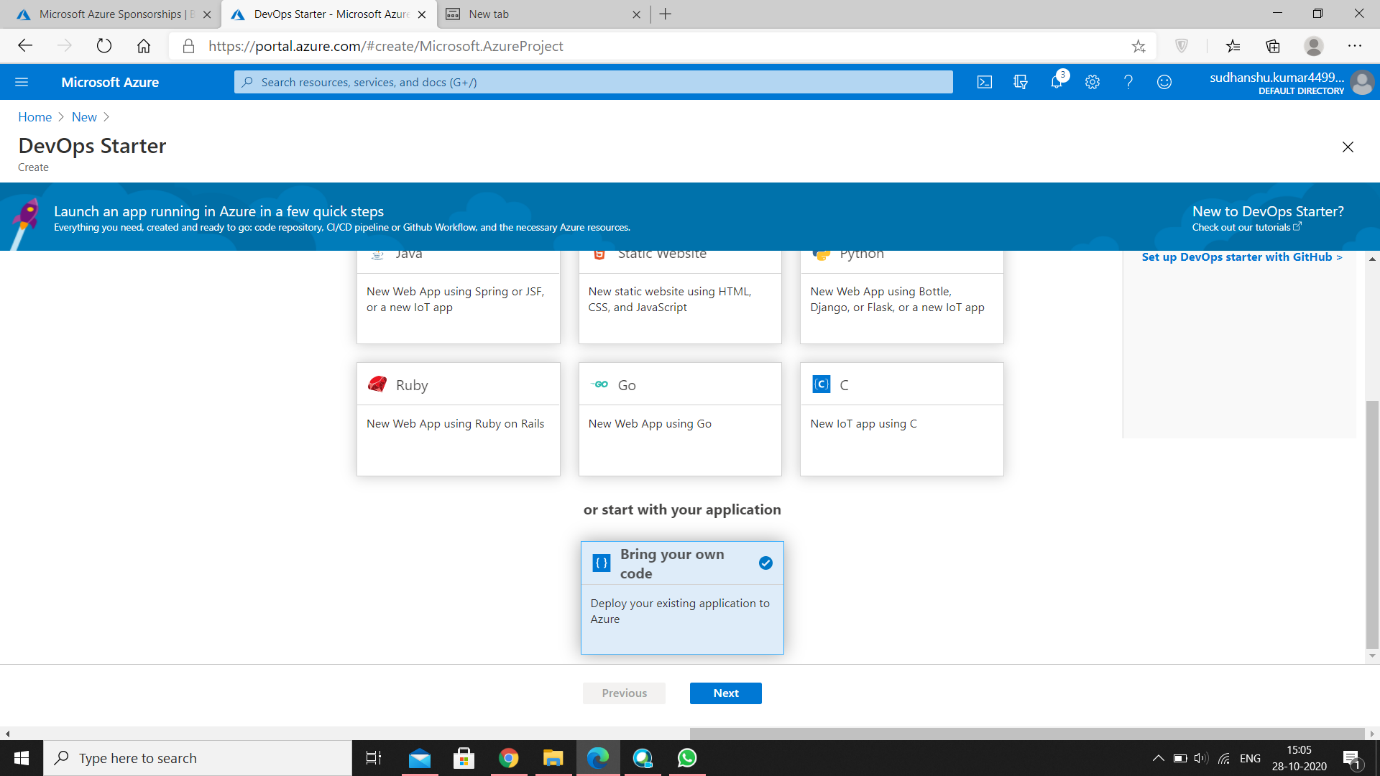 Microsoft Azure Sponsorships | E
DevOps Starter - Microsoft Azure
New tab
https://portal.azure.com/#create/Microsoft.AzureProject
Microsoft Azure
Search resources, services, and docs (G+/)
3
sudhanshu.kumar4499...
DEFAULT DIRECTORY
Home > New >
DevOps Starter
Create
Launch an app running in Azure in a few quick steps
Everything you need, created and ready to go: code repository, CI/CD pipeline or Github Workflow, and the necessary Azure resources.
New to DevOps Starter?
Check out our tutorials
Set up DevOps starter with GitHub >
Java
New Web App using Spring or JSF,
or a new IoT app
Static Website
New static website using HTML,
CSS, and JavaScript
Python
New Web App using Bottle,
Django, or Flask, or a new IoT app
Ruby
New Web App using Ruby on Rails
GO
Go
New Web App using Go
{C}
C
New IoT app using C
or start with your application
{ }
Bring your own
code
Deploy your existing application to
Azure
Previous
Next
Type here to search
ENG
15:05
28-10-2020
1